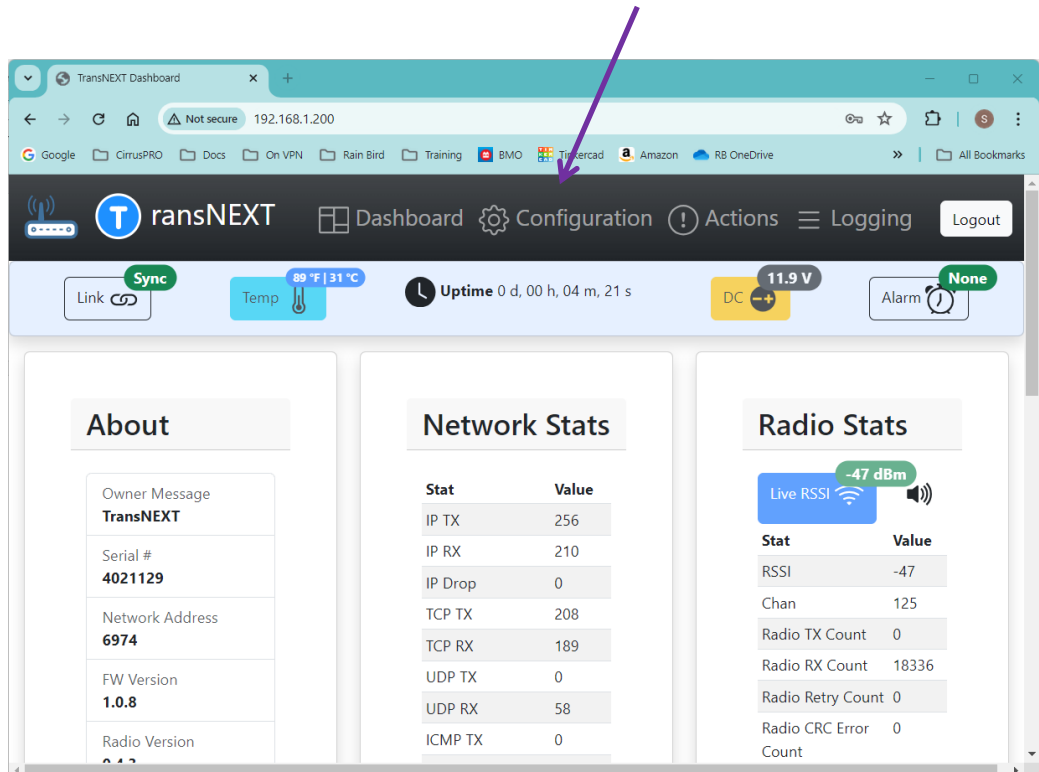 TransNEXT Dashboard
Not secure 192.168.1.200
S
Google CirrusPRO Docs On VPN Rain Bird Training BMO Tinkercad a Amazon RB OneDrive » All Bookmarks
TransNEXT Dashboard Configuration Actions Logging Logout
Link Sync
Temp 89 °F | 31 °C
Uptime 0 d, 00 h, 04 m, 21 s
DC 11.9 V
Alarm None
About
Owner Message
TransNEXT
Serial #
4021129
Network Address
6974
FW Version
1.0.8
Radio Version
Network Stats
Stat Value
IP TX 256
IP RX 210
IP Drop 0
TCP TX 208
TCP RX 189
UDP TX 0
UDP RX 58
ICMP TX 0
Radio Stats
Live RSSI -47 dBm
Stat Value
RSSI -47
Chan 125
Radio TX Count 0
Radio RX Count 18336
Radio Retry Count 0
Radio CRC Error 0
Count